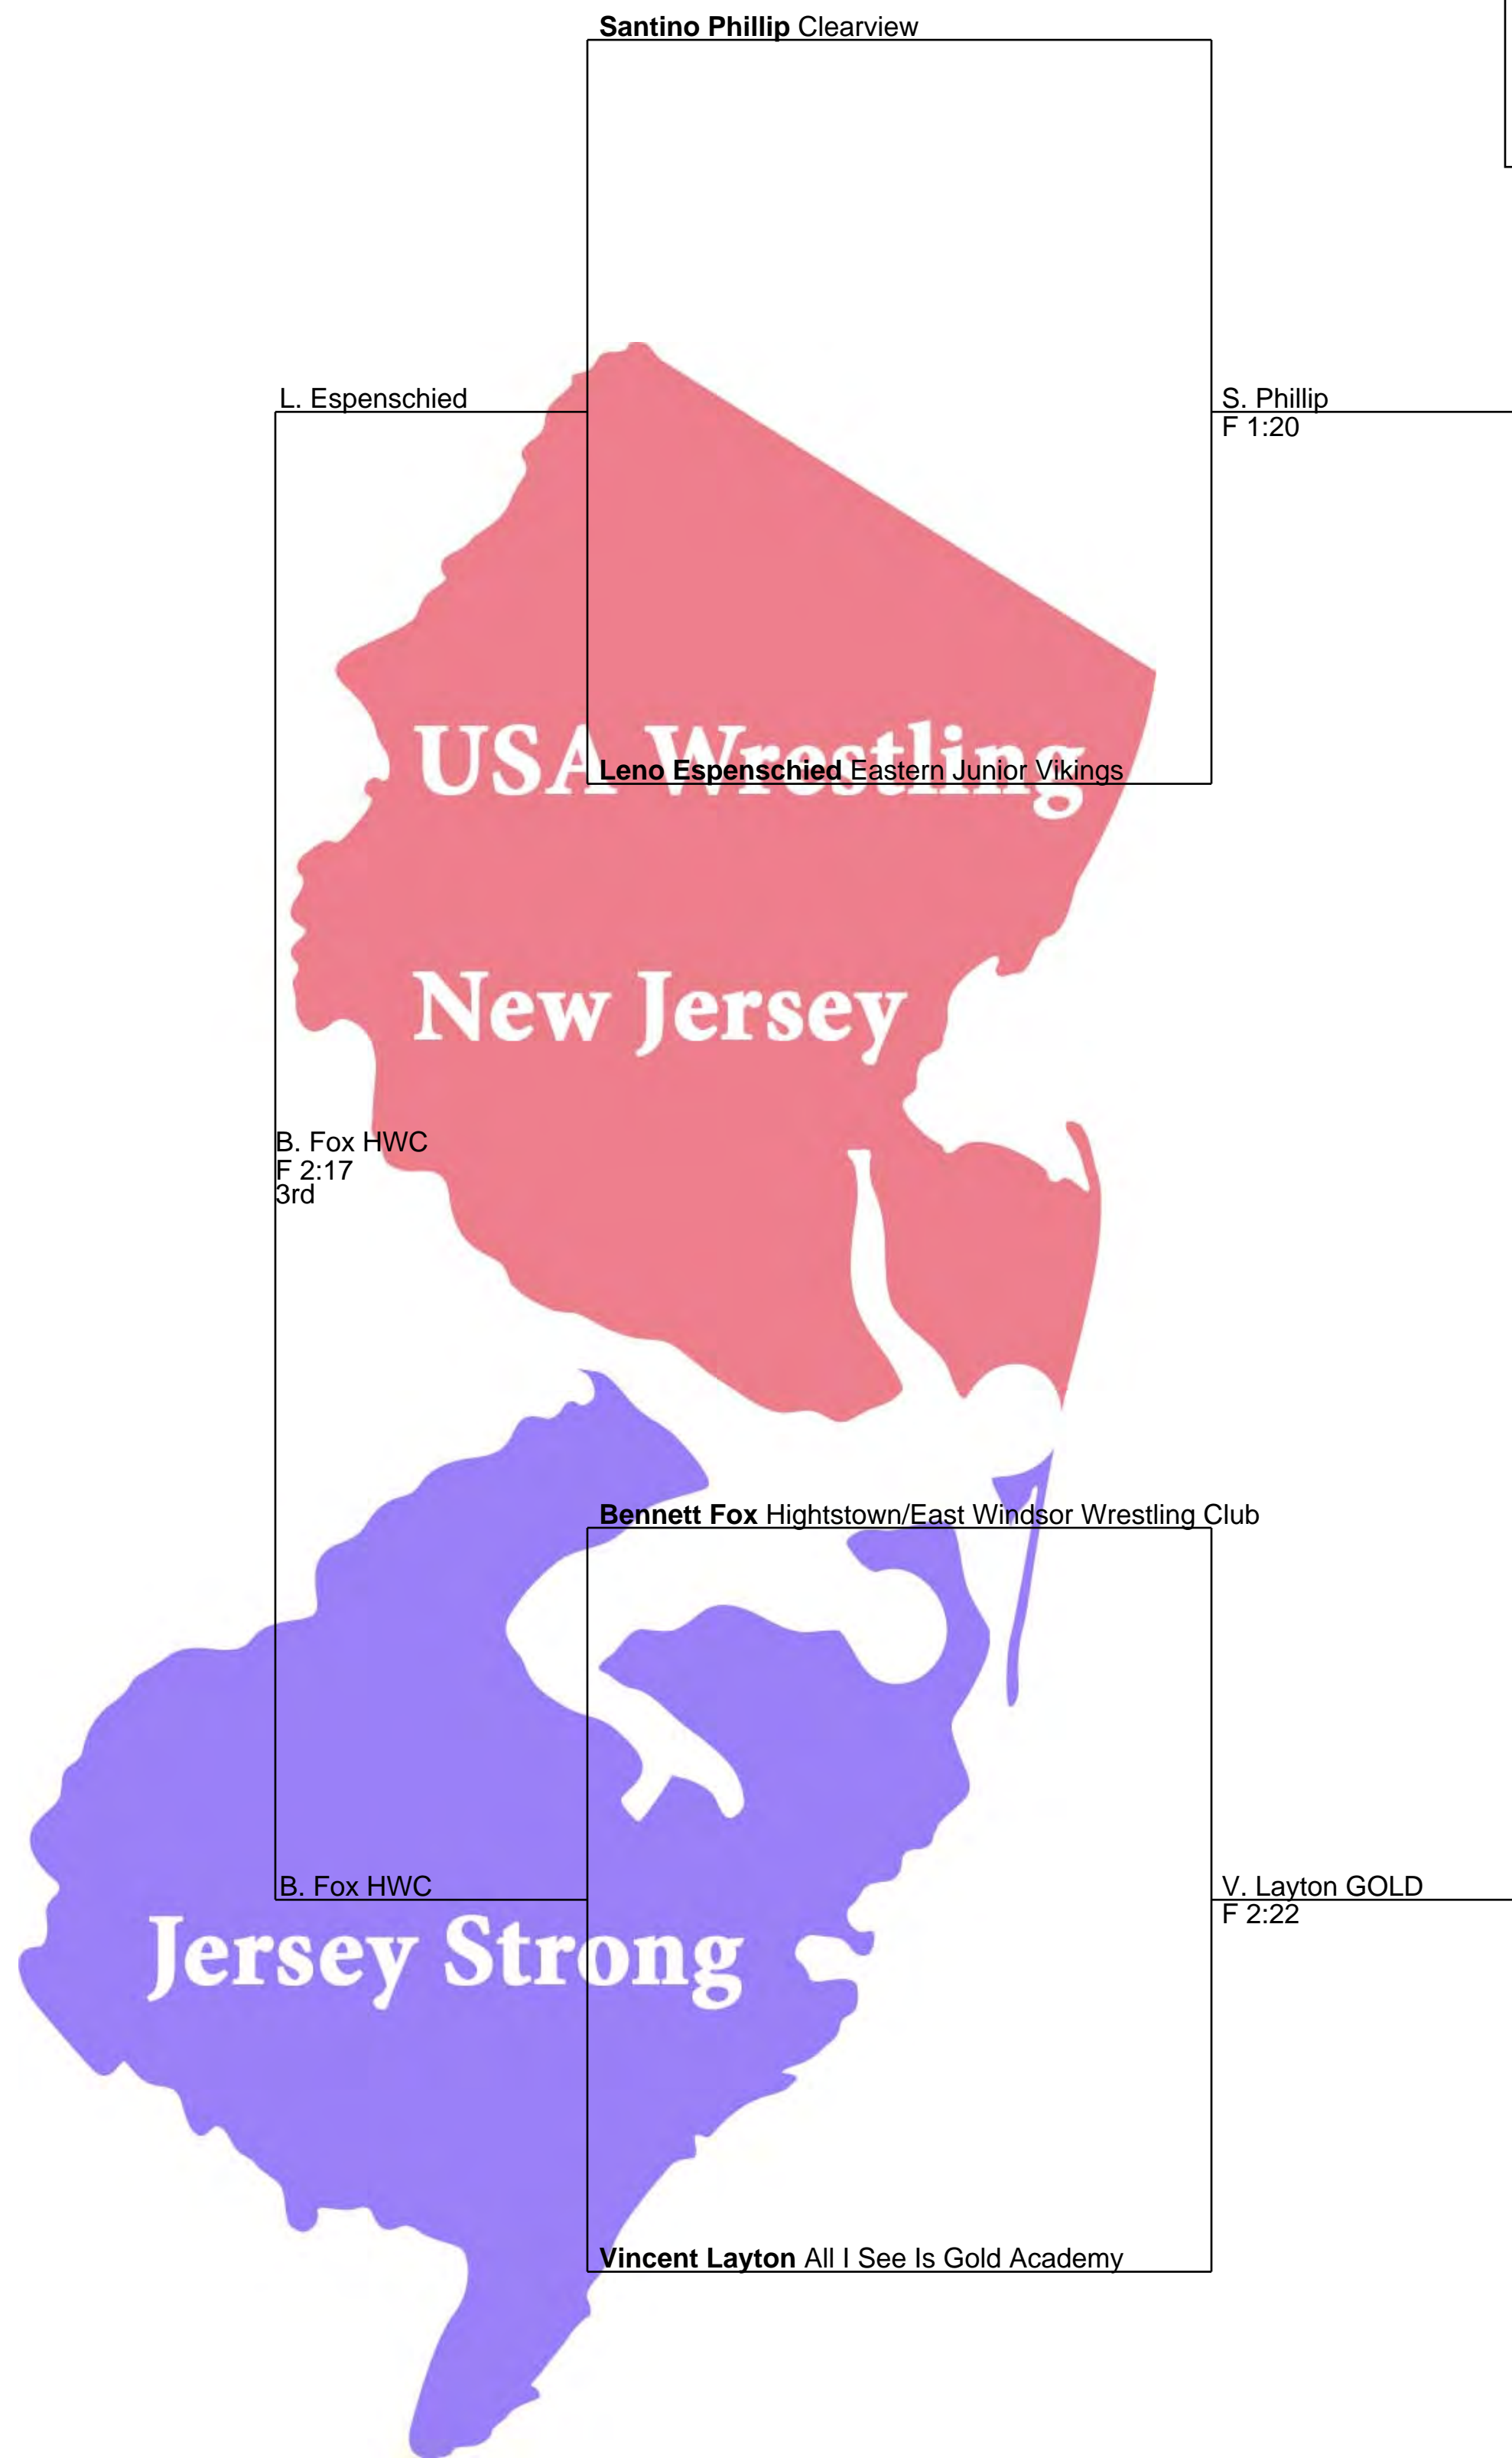 Santino Phillip Clearview
L. Espenschied
S. Phillip
F 1:20
USA Wrestling
Leno Espenschied Eastern Junior Vikings
New Jersey
B. Fox HWC
F 2:17
3rd
Bennett Fox Hightstown/East Windsor Wrestling Club
B. Fox HWC
V. Layton GOLD
F 2:22
Jersey Strong
Vincent Layton All I See Is Gold Academy